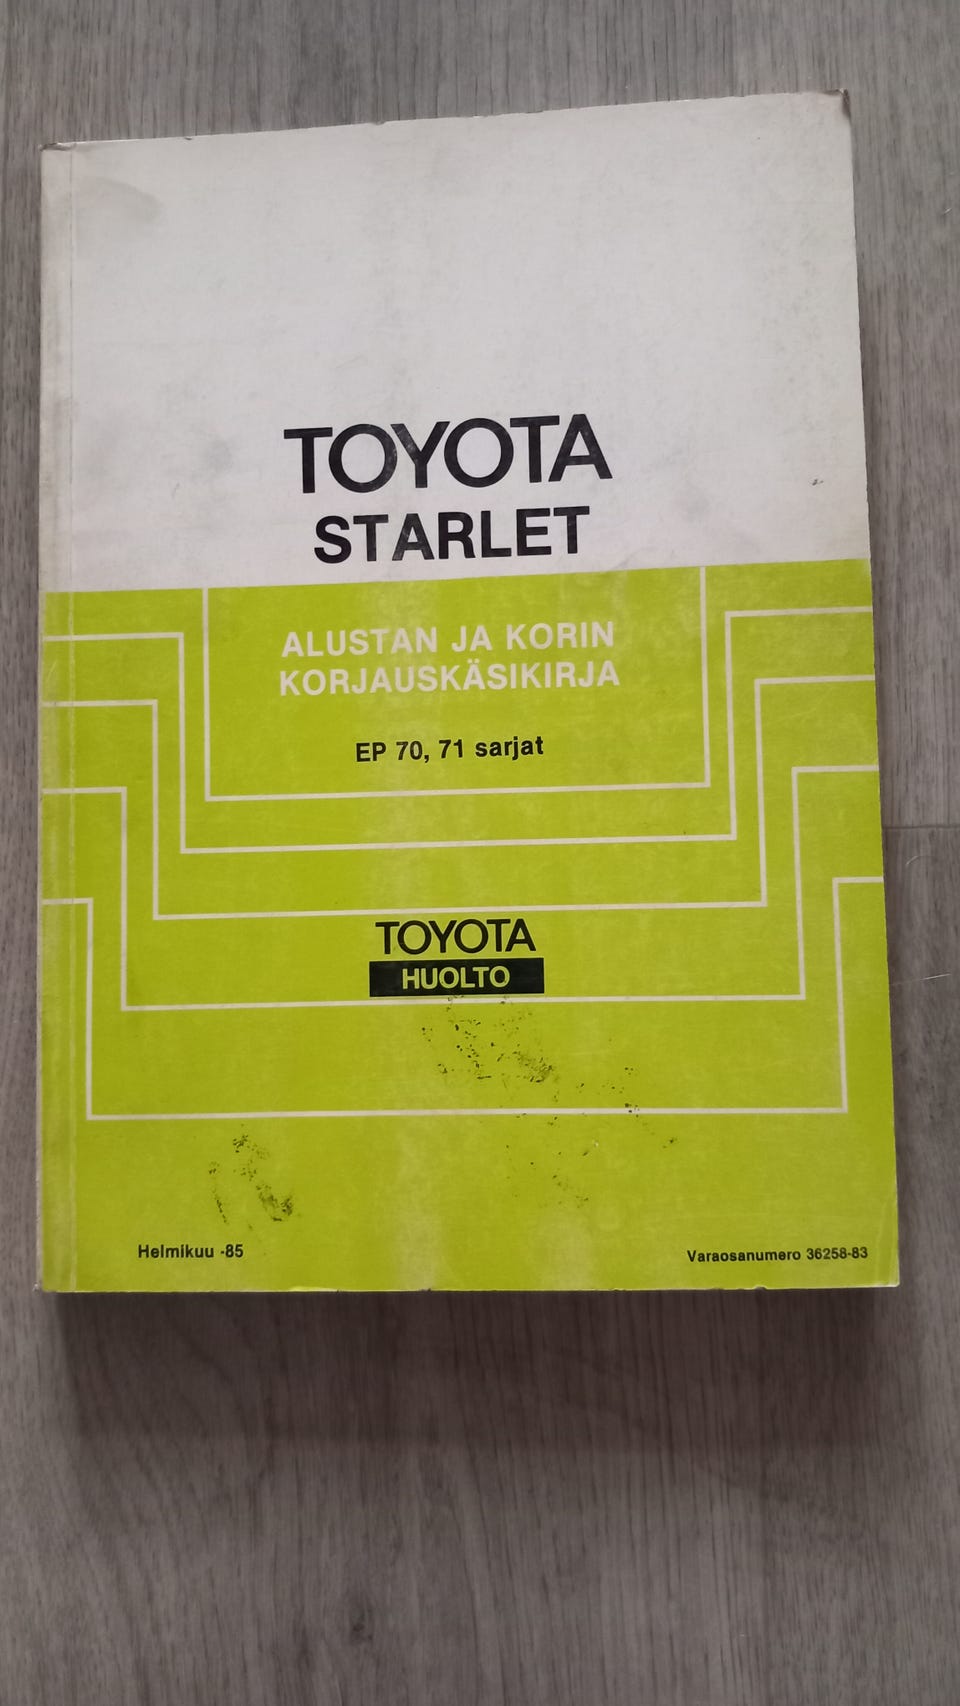 TOYOTA
STARLET
ALUSTAN JA KORIN
KORJAUSKÄSIKIRJA
EP 70, 71 sarjat
TOYOTA
HUOLTO
Helmikuu -85
Varaosanumero 36258-83